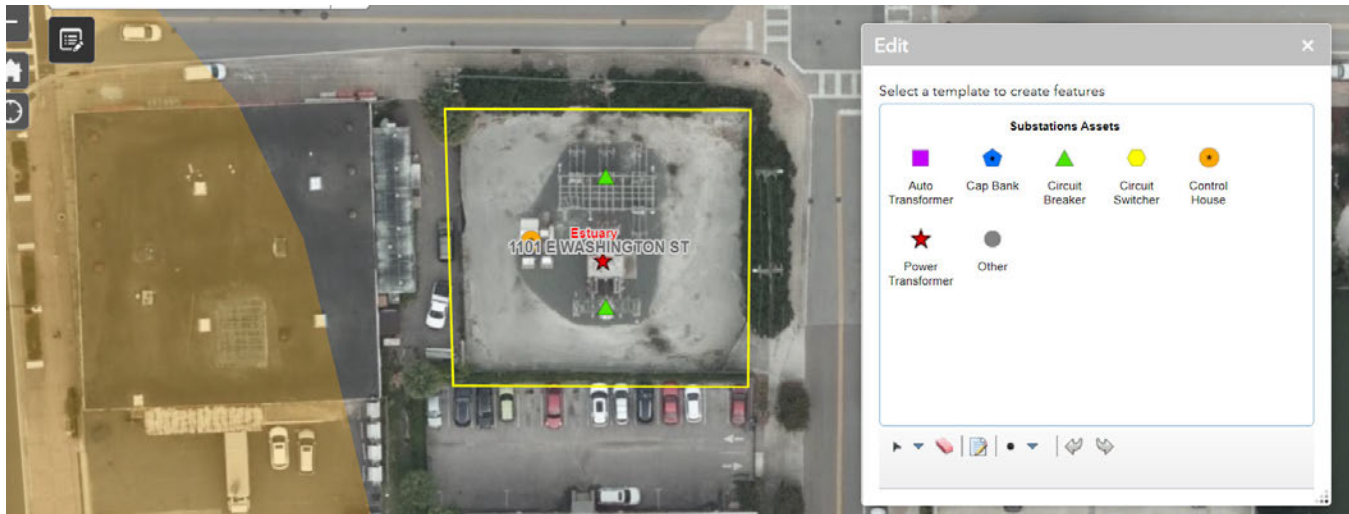 Edit
Select a template to create features
Substations Assets
Auto Transformer
Cap Bank
Circuit Breaker
Circuit Switcher
Control House
Power Transformer
Other
Estuary
1101 E WASHINGTON ST